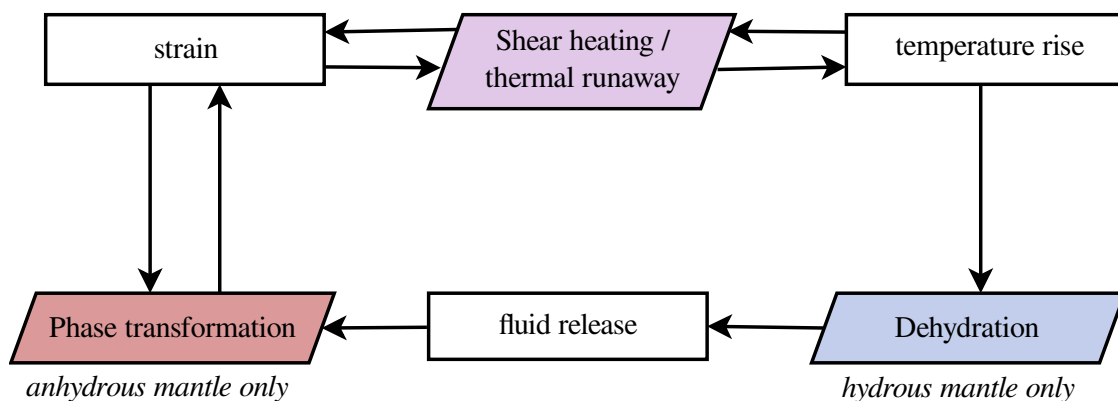 strain
Shear heating /
thermal runaway
temperature rise
Phase transformation
fluid release
Dehydration
anhydrous mantle only
hydrous mantle only